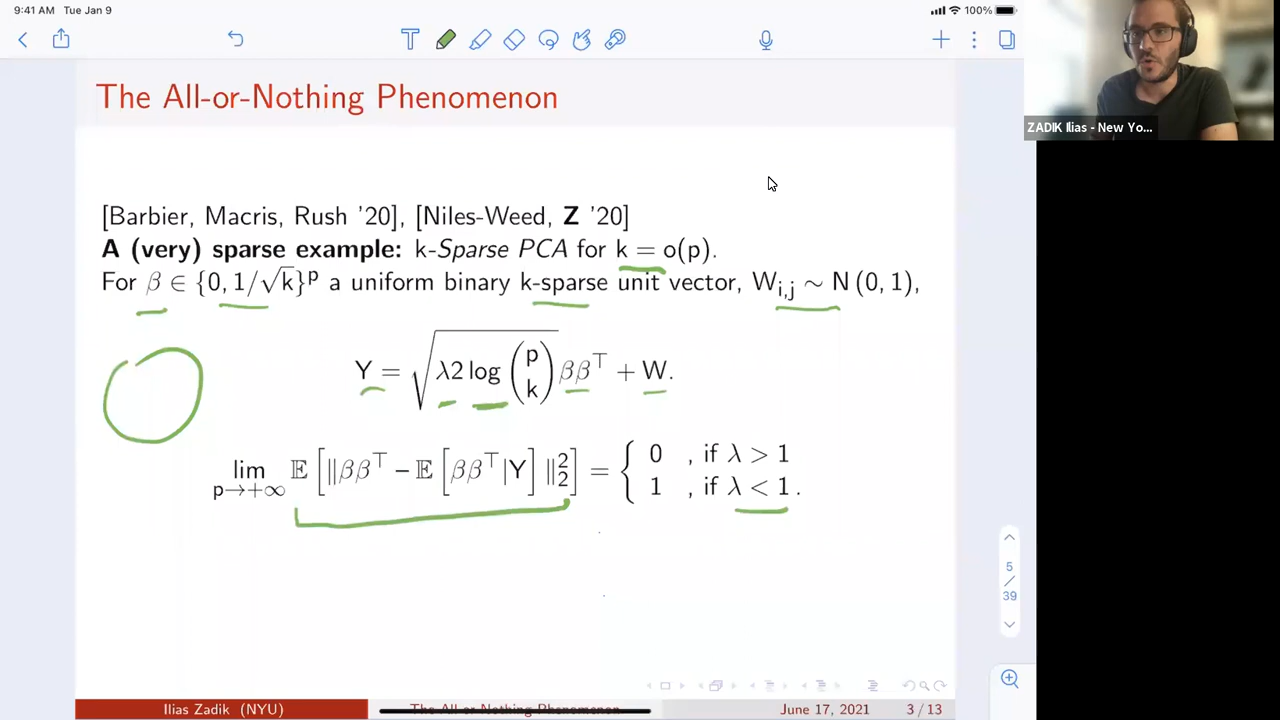 9:41 AM Tue Jan 9
100%
The All-or-Nothing Phenomenon
ZADIK Ilias - New Yo...
[Barbier, Macris, Rush '20], [Niles-Weed, Z '20]
A (very) sparse example: k-Sparse PCA for k = o(p).
For β ∈ {0, 1/√k}^p a uniform binary k-sparse unit vector, W_{i,j} ∼ N (0, 1),
Y = √(λ2 log (p k)) ββ^⊤ + W.
lim_{p→+∞} 𝔼 [‖ββ^⊤ − 𝔼 [ββ^⊤|Y] ‖_2^2] = { 0 , if λ > 1
1 , if λ < 1.
5
/
39
Ilias Zadik (NYU) The All-or-Nothing Phenomenon June 17, 2021 3 / 13